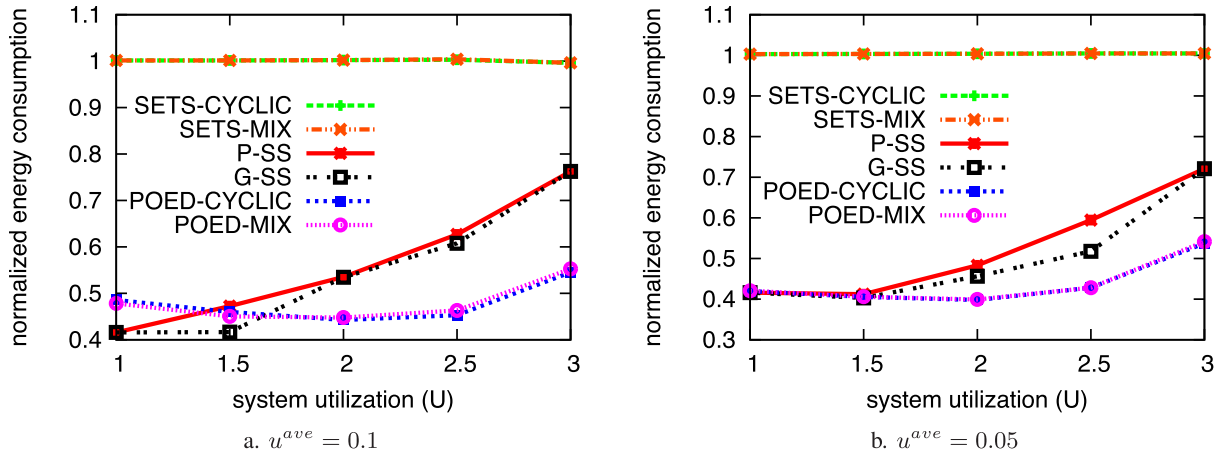 normalized energy consumption
1.1
1
0.9
0.8
0.7
0.6
0.5
0.4
SETS-CYCLIC
SETS-MIX
P-SS
G-SS
POED-CYCLIC
POED-MIX
1 1.5 2 2.5 3
system utilization (U)
a. u^{ave} = 0.1
normalized energy consumption
1.1
1
0.9
0.8
0.7
0.6
0.5
0.4
0.3
SETS-CYCLIC
SETS-MIX
P-SS
G-SS
POED-CYCLIC
POED-MIX
1 1.5 2 2.5 3
system utilization (U)
b. u^{ave} = 0.05